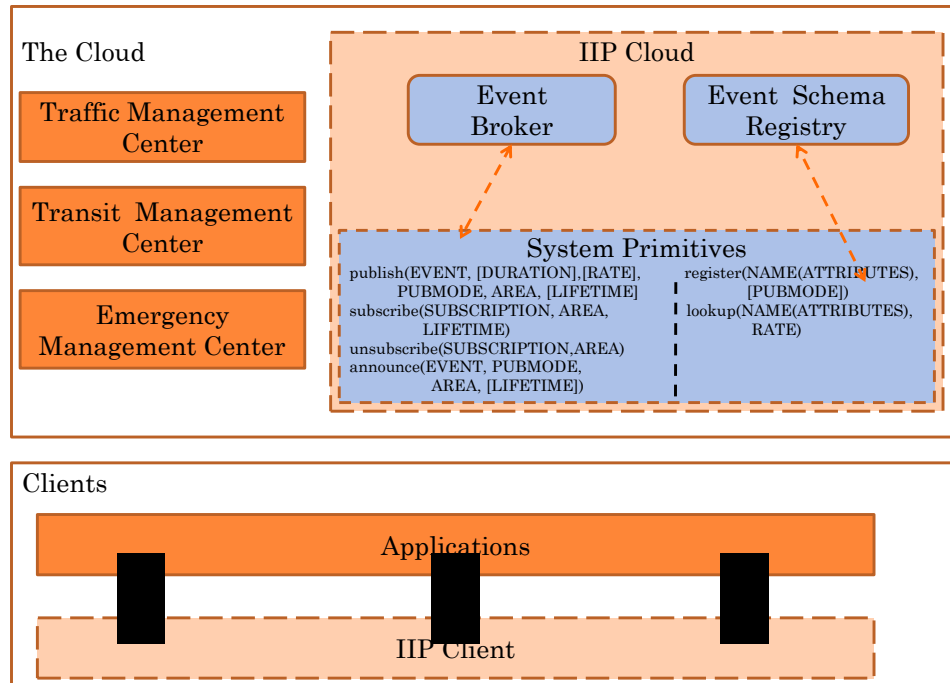 The Cloud
Traffic Management
Center
Transit Management
Center
Emergency
Management Center
IIP Cloud
Event
Broker
Event Schema
Registry
System Primitives
publish(EVENT, [DURATION],[RATE],
PUBMODE, AREA, [LIFETIME]
subscribe(SUBSCRIPTION, AREA,
LIFETIME)
unsubscribe(SUBSCRIPTION,AREA)
announce(EVENT, PUBMODE,
AREA, [LIFETIME])
register(NAME(ATTRIBUTES),
[PUBMODE])
lookup(NAME(ATTRIBUTES),
RATE)
Clients
Applications
IIP Client